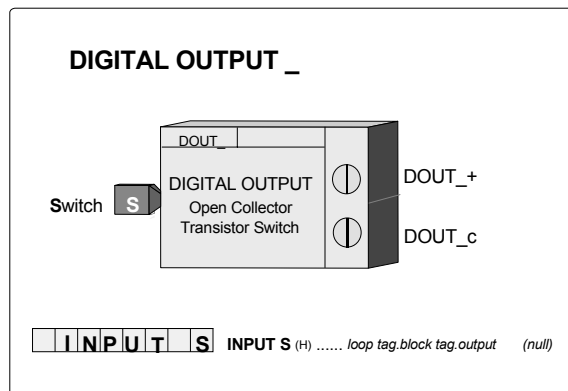 DIGITAL OUTPUT _
DOUT_
DIGITAL OUTPUT
Open Collector
Transistor Switch
Switch
S
DOUT_+
DOUT_c
INPUT S INPUT S (H) ...... loop tag.block tag.output (null)